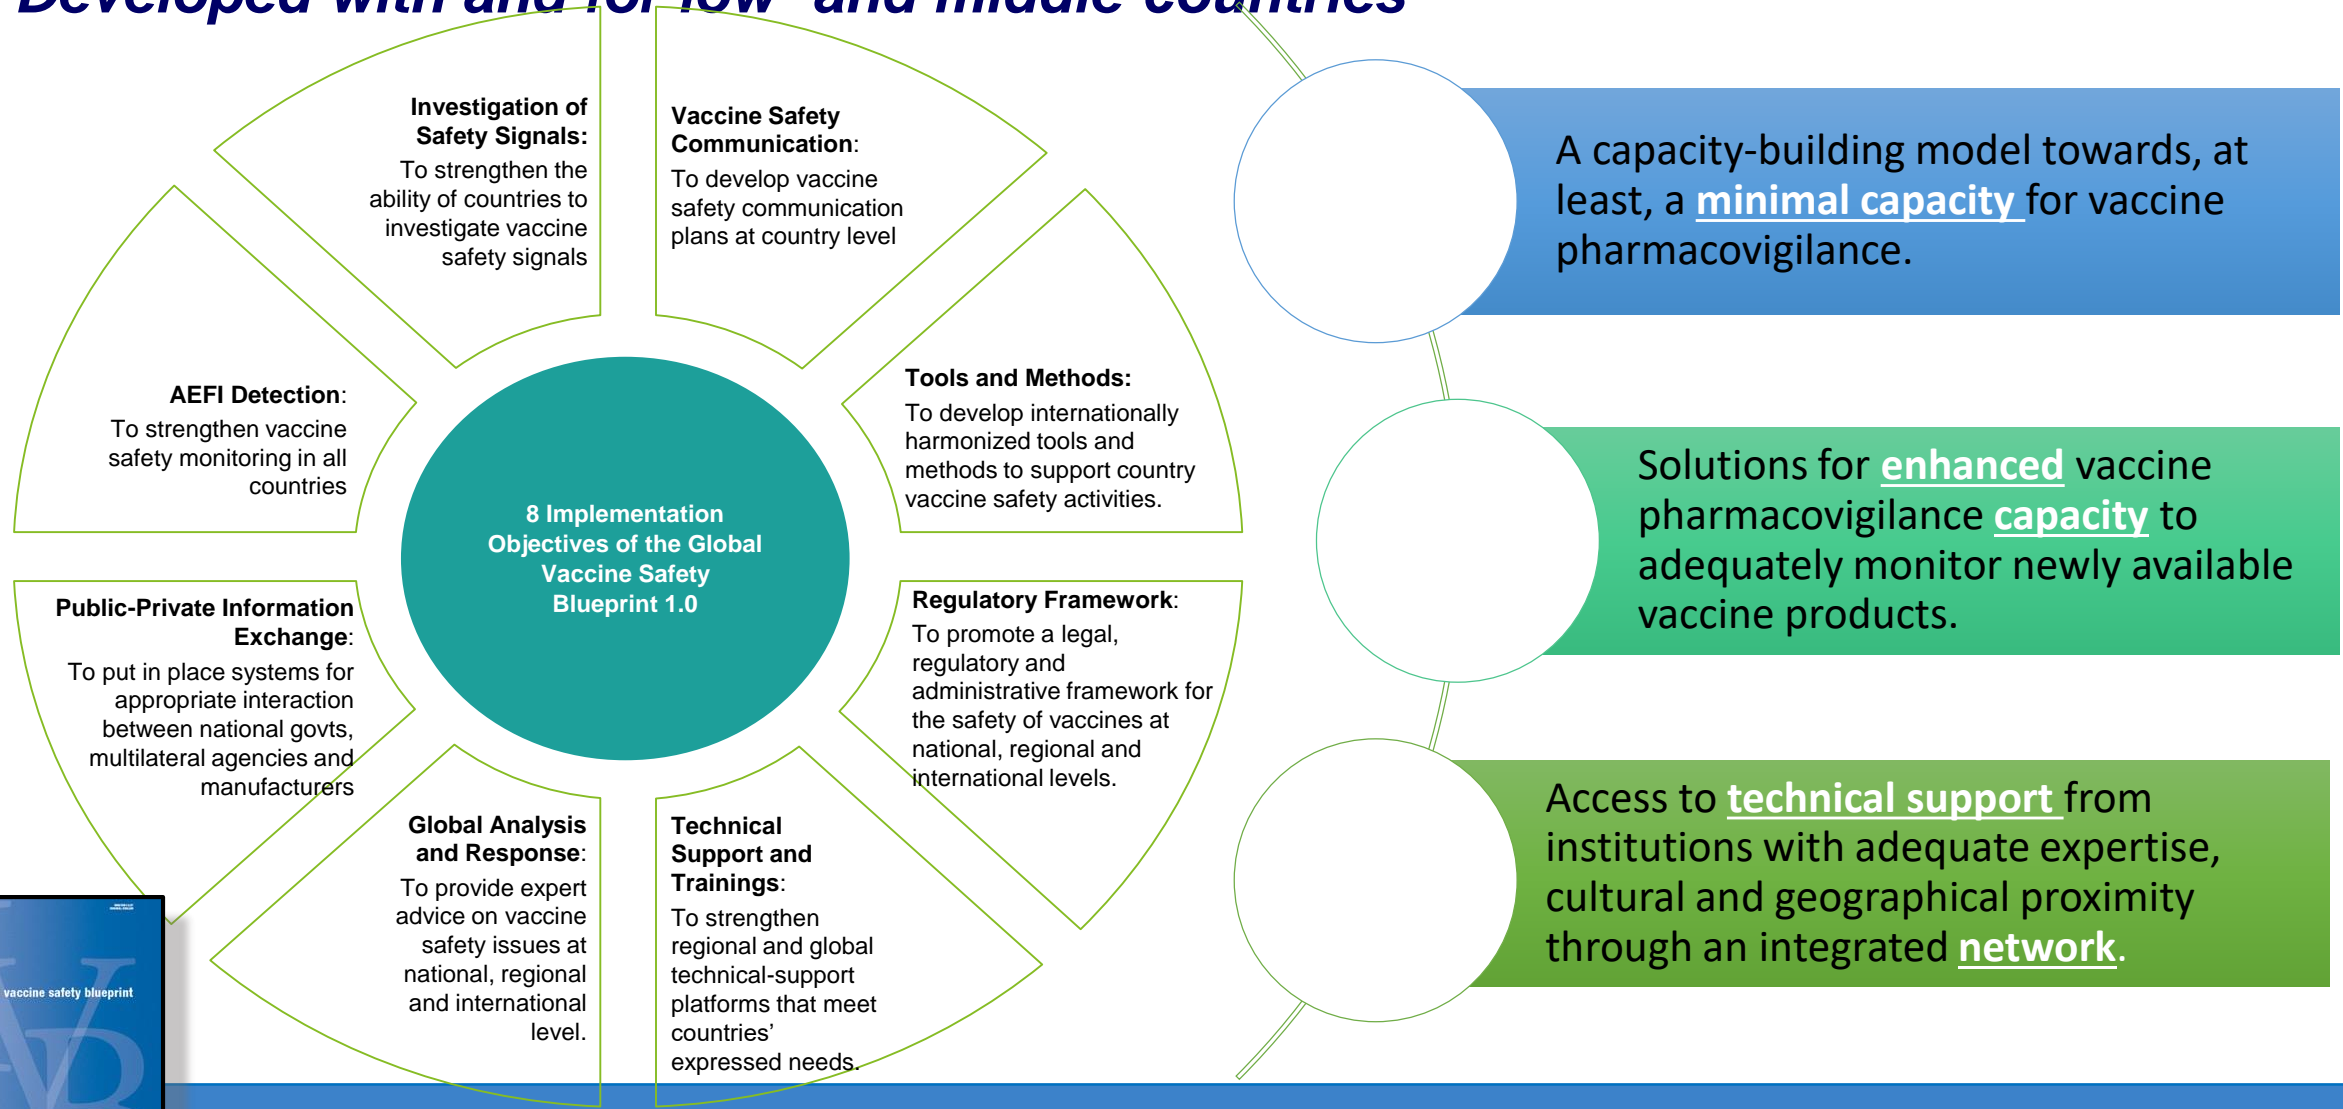 Developed with and for low- and middle countries
Investigation of
Safety Signals:
To strengthen the
ability of countries to
investigate vaccine
safety signals
Vaccine Safety
Communication:
To develop vaccine
safety communication
plans at country level
Tools and Methods:
To develop internationally
harmonized tools and
methods to support country
vaccine safety activities.
AEFI Detection:
To strengthen vaccine
safety monitoring in all
countries
8 Implementation
Objectives of the Global
Vaccine Safety
Blueprint 1.0
Public-Private Information
Exchange:
To put in place systems for
appropriate interaction
between national govts,
multilateral agencies and
manufacturers
Regulatory Framework:
To promote a legal,
regulatory and
administrative framework for
the safety of vaccines at
national, regional and
international levels.
Global Analysis
and Response:
To provide expert
advice on vaccine
safety issues at
national, regional
and international
level.
Technical
Support and
Trainings:
To strengthen
regional and global
technical-support
platforms that meet
countries’
expressed needs.
vaccine safety blueprint
A capacity-building model towards, at
least, a minimal capacity for vaccine
pharmacovigilance.
Solutions for enhanced vaccine
pharmacovigilance capacity to
adequately monitor newly available
vaccine products.
Access to technical support from
institutions with adequate expertise,
cultural and geographical proximity
through an integrated network.